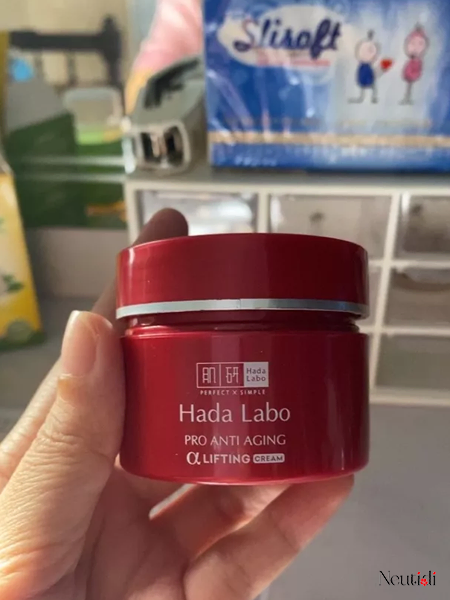 Slisoft
肌 研
Hada
Labo
PERFECT × SIMPLE
Hada Labo
PRO ANTI AGING
α LIFTING CREAM